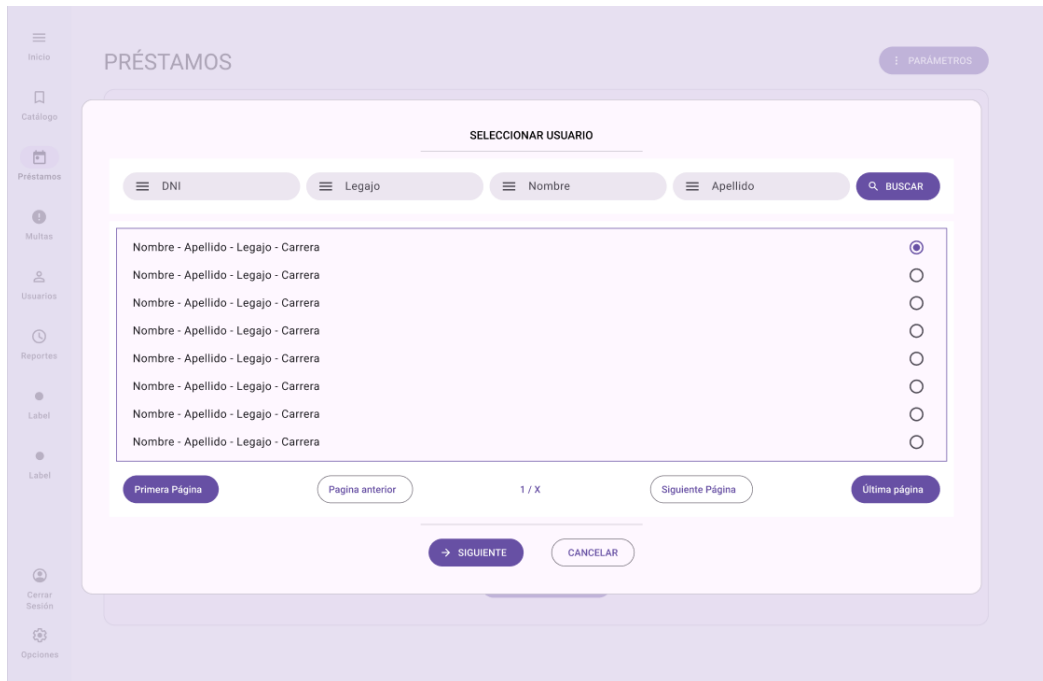 Inicio
PRÉSTAMOS
⋮ PARÁMETROS
Catálogo
Préstamos
Multas
Usuarios
Reportes
Label
Label
Cerrar
Sesión
Opciones
SELECCIONAR USUARIO
DNI
Legajo
Nombre
Apellido
BUSCAR
Nombre - Apellido - Legajo - Carrera
Nombre - Apellido - Legajo - Carrera
Nombre - Apellido - Legajo - Carrera
Nombre - Apellido - Legajo - Carrera
Nombre - Apellido - Legajo - Carrera
Nombre - Apellido - Legajo - Carrera
Nombre - Apellido - Legajo - Carrera
Nombre - Apellido - Legajo - Carrera
Primera Página
Pagina anterior
1 / X
Siguiente Página
Última página
→ SIGUIENTE
CANCELAR